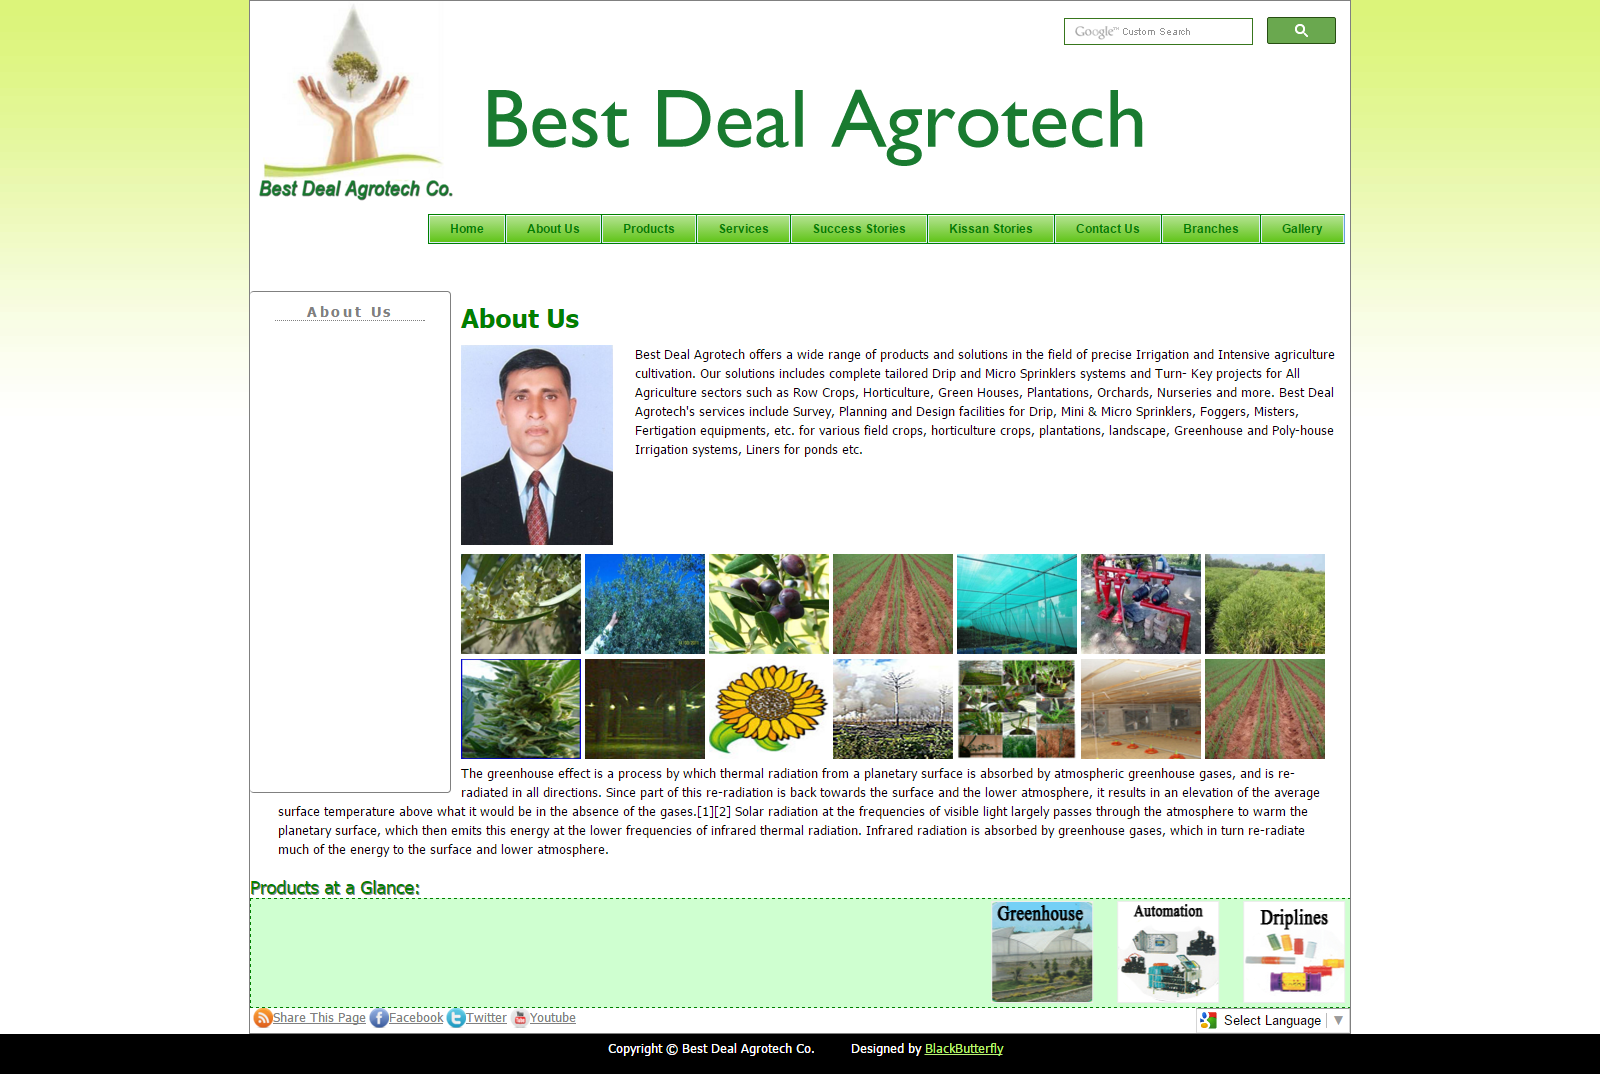 Google™ Custom Search
Best Deal Agrotech
Best Deal Agrotech Co.
Home About Us Products Services Success Stories Kissan Stories Contact Us Branches Gallery
About Us
About Us
Best Deal Agrotech offers a wide range of products and solutions in the field of precise Irrigation and Intensive agriculture
cultivation. Our solutions includes complete tailored Drip and Micro Sprinklers systems and Turn- Key projects for All
Agriculture sectors such as Row Crops, Horticulture, Green Houses, Plantations, Orchards, Nurseries and more. Best Deal
Agrotech's services include Survey, Planning and Design facilities for Drip, Mini & Micro Sprinklers, Foggers, Misters,
Fertigation equipments, etc. for various field crops, horticulture crops, plantations, landscape, Greenhouse and Poly-house
Irrigation systems, Liners for ponds etc.
The greenhouse effect is a process by which thermal radiation from a planetary surface is absorbed by atmospheric greenhouse gases, and is re-
radiated in all directions. Since part of this re-radiation is back towards the surface and the lower atmosphere, it results in an elevation of the average
surface temperature above what it would be in the absence of the gases.[1][2] Solar radiation at the frequencies of visible light largely passes through the atmosphere to warm the
planetary surface, which then emits this energy at the lower frequencies of infrared thermal radiation. Infrared radiation is absorbed by greenhouse gases, which in turn re-radiate
much of the energy to the surface and lower atmosphere.
Products at a Glance:
Greenhouse Automation Driplines
Share This Page Facebook Twitter Youtube Select Language ▼
Copyright © Best Deal Agrotech Co. Designed by BlackButterfly